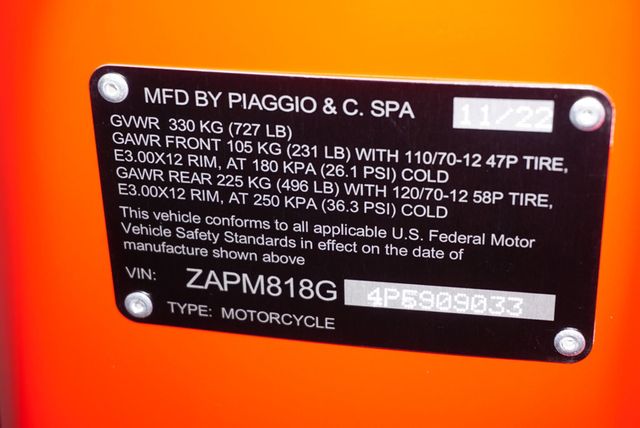 MFD BY PIAGGIO & C. SPA 11/22
GVWR 330 KG (727 LB)
GAWR FRONT 105 KG (231 LB) WITH 110/70-12 47P TIRE,
E3.00X12 RIM, AT 180 KPA (26.1 PSI) COLD
GAWR REAR 225 KG (496 LB) WITH 120/70-12 58P TIRE,
E3.00X12 RIM, AT 250 KPA (36.3 PSI) COLD
This vehicle conforms to all applicable U.S. Federal Motor
Vehicle Safety Standards in effect on the date of
manufacture shown above
VIN: ZAPM818G
TYPE: MOTORCYCLE